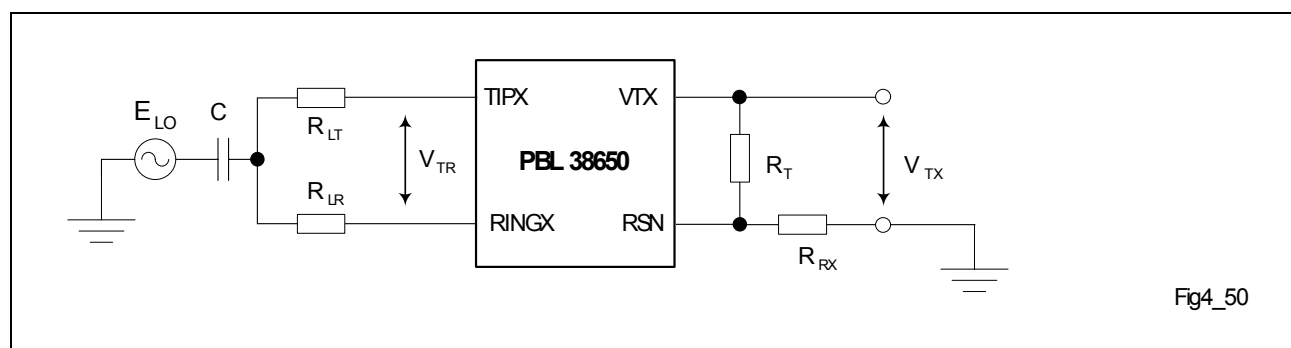 TIPX VTX
E LO C
R LT
V TR PBL 38650 R T V TX
R LR
RINGX RSN
R RX
Fig4_50